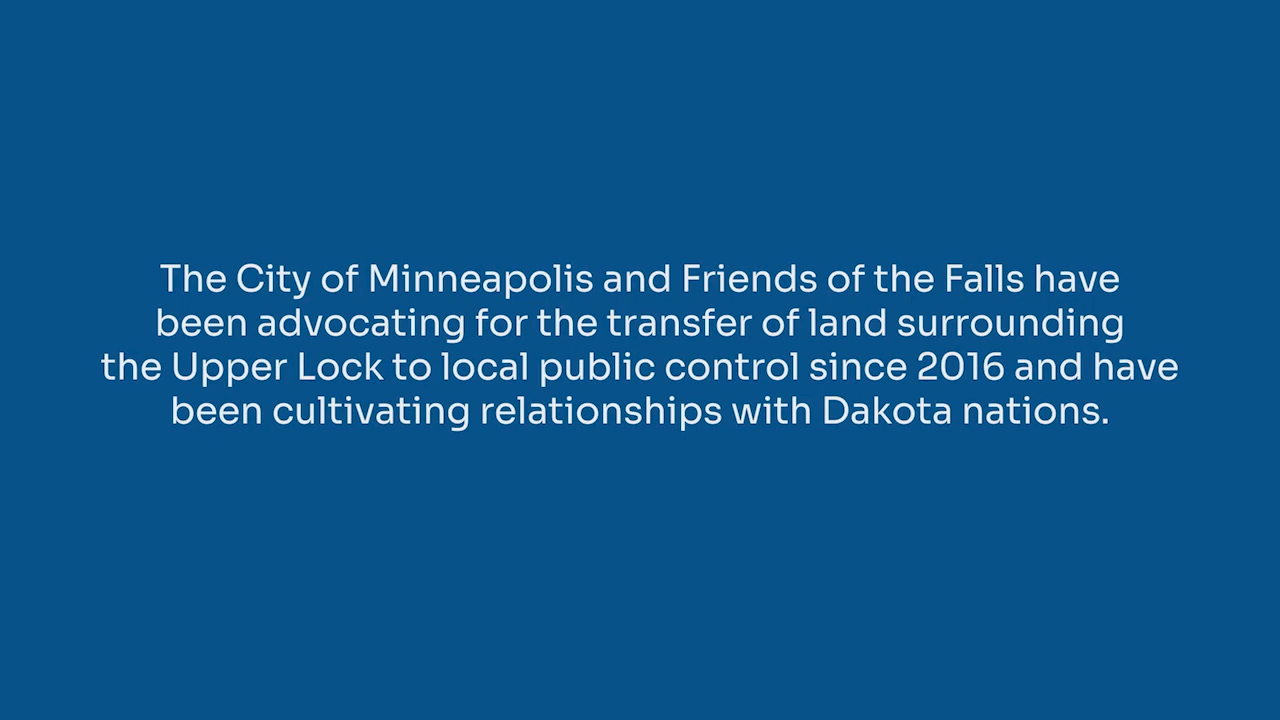 The City of Minneapolis and Friends of the Falls have
been advocating for the transfer of land surrounding
the Upper Lock to local public control since 2016 and have
been cultivating relationships with Dakota nations.